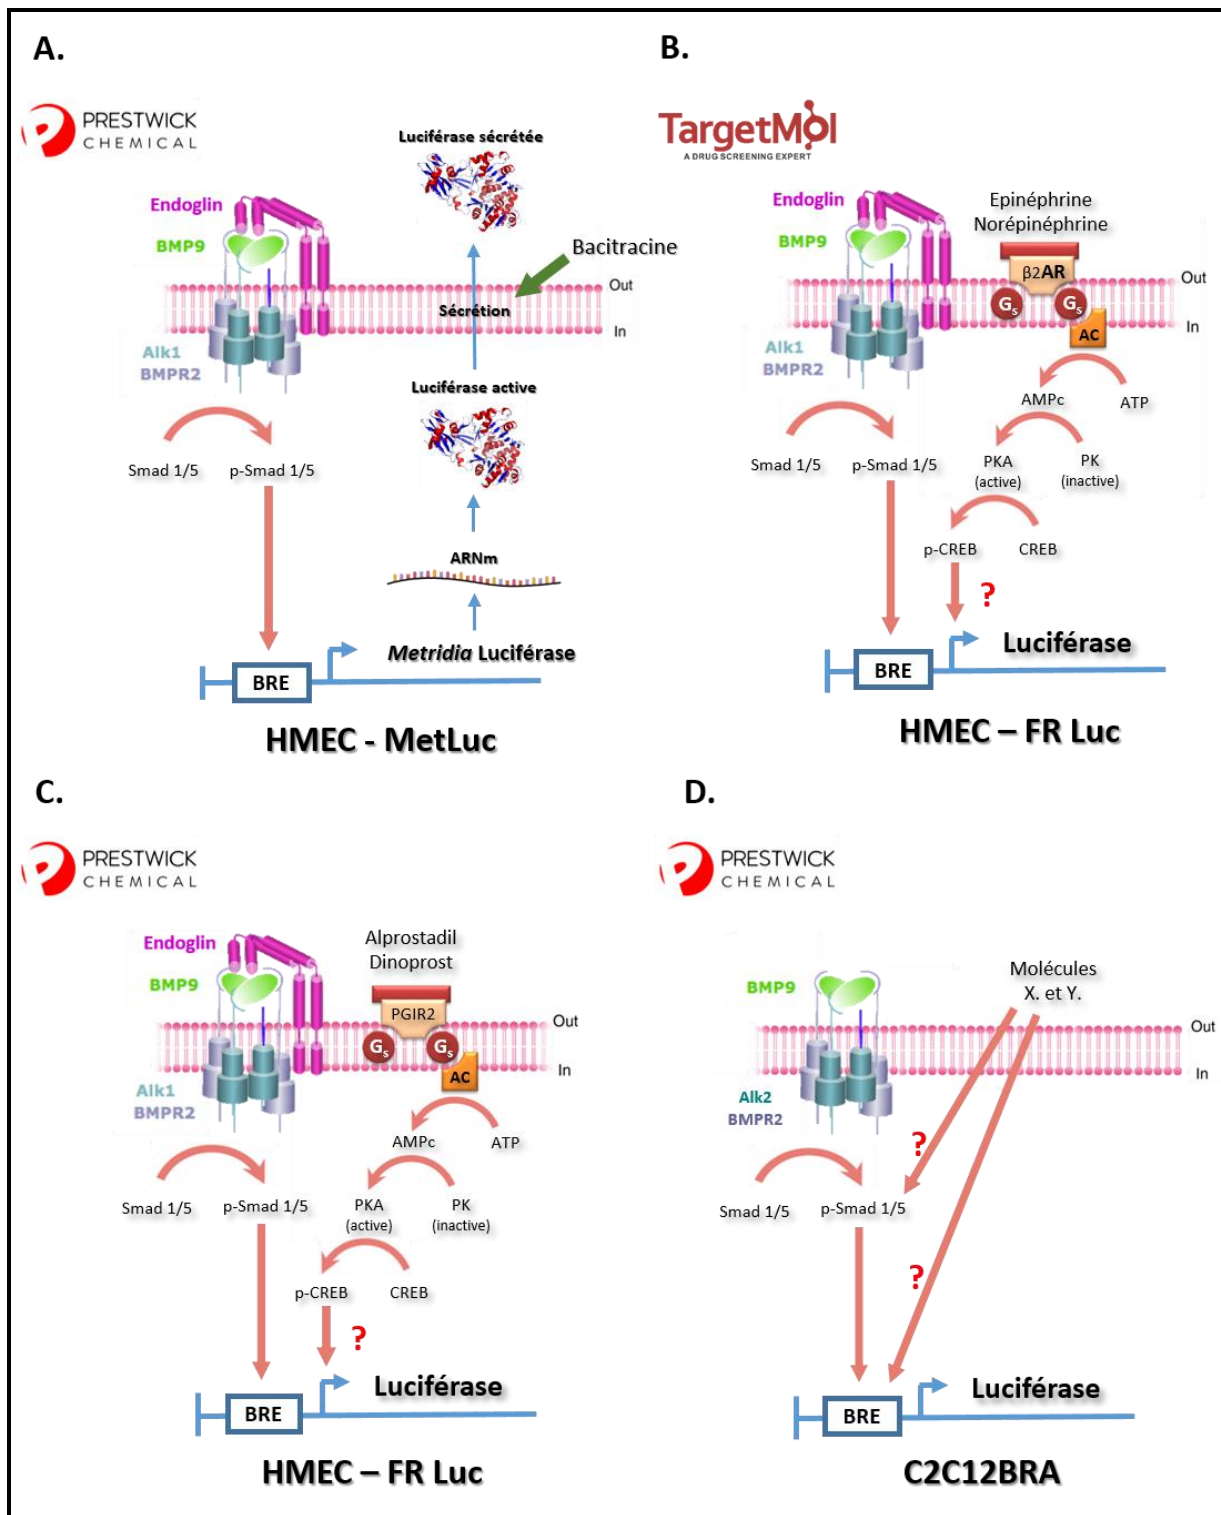 A.
PRESTWICK
CHEMICAL
Luciférase sécrétée
Endoglin
BMP9
Bacitracine
Out
Sécrétion
In
Alk1
BMPR2
Luciférase active
Smad 1/5
p-Smad 1/5
ARNm
Metridia Luciférase
BRE
HMEC - MetLuc
B.
TargetMol
A DRUG SCREENING EXPERT
Endoglin
Epinéphrine
Norépinéphrine
BMP9
β2AR
Out
Gs
Gs
In
AC
Alk1
BMPR2
AMPc
ATP
Smad 1/5
p-Smad 1/5
PKA
(active)
PK
(inactive)
p-CREB
CREB
?
Luciférase
BRE
HMEC – FR Luc
C.
PRESTWICK
CHEMICAL
Endoglin
Alprostadil
Dinoprost
BMP9
PGIR2
Out
Gs
Gs
In
AC
Alk1
BMPR2
AMPc
ATP
Smad 1/5
p-Smad 1/5
PKA
(active)
PK
(inactive)
p-CREB
CREB
?
Luciférase
BRE
HMEC – FR Luc
D.
PRESTWICK
CHEMICAL
BMP9
Molécules
X. et Y.
Out
In
Alk2
BMPR2
?
Smad 1/5
p-Smad 1/5
?
Luciférase
BRE
C2C12BRA